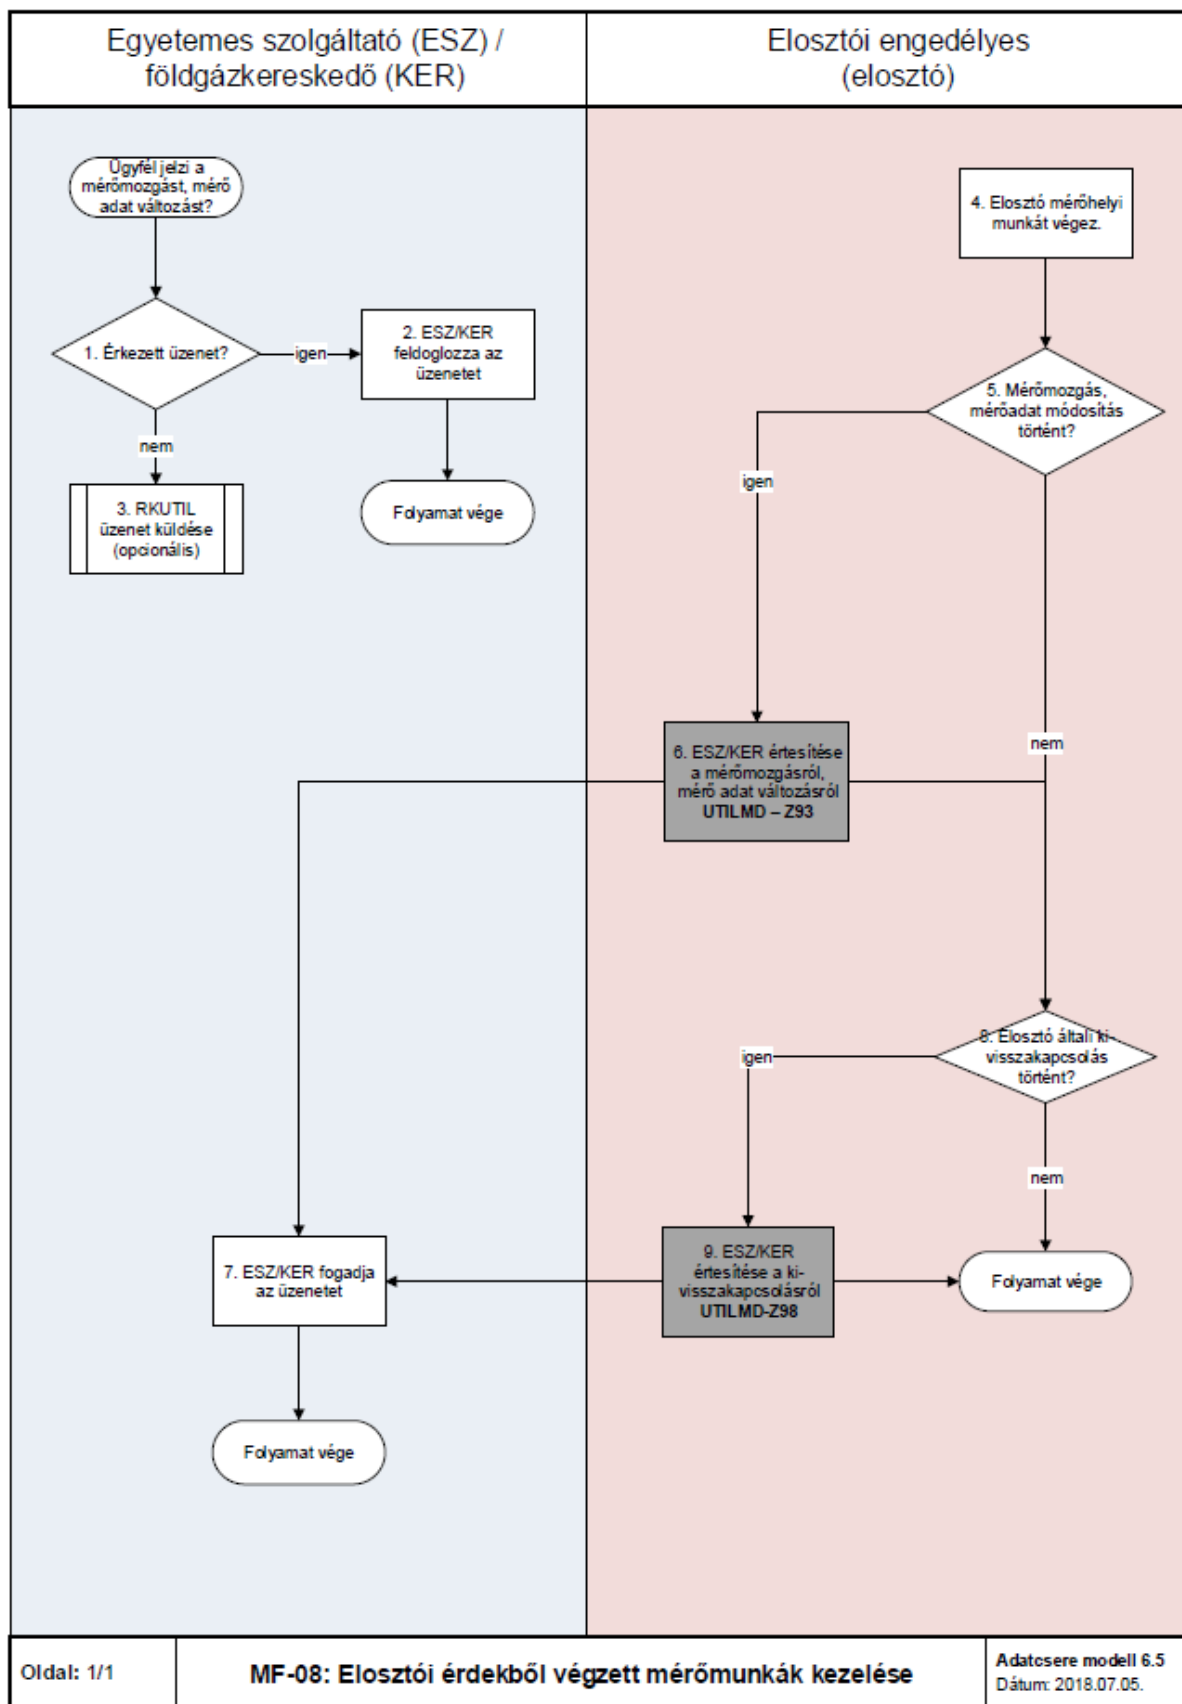 Egyetemes szolgáltató (ESZ) /
földgázkereskedő (KER)
Elosztói engedélyes
(elosztó)
Ügyfél jelzi a
mérőmozgást, mérő
adat változást?
1. Érkezett üzenet?
igen
2. ESZ/KER
feldoglozza az
üzenetet
nem
3. RKUTIL
üzenet küldése
(opcionális)
Folyamat vége
4. Elosztó mérőhelyi
munkát végez.
5. Mérőmozgás,
mérőadat módosítás
történt?
igen
nem
6. ESZ/KER értesítése
a mérőmozgásról,
mérő adat változásról
UTILMD – Z93
8. Elosztó általi ki-
visszakapcsolás
történt?
igen
nem
7. ESZ/KER fogadja
az üzenetet
9. ESZ/KER
értesítése a ki-
visszakapcsolásról
UTILMD-Z98
Folyamat vége
Folyamat vége
Oldal: 1/1
MF-08: Elosztói érdekből végzett mérőmunkák kezelése
Adatcsere modell 6.5
Dátum: 2018.07.05.